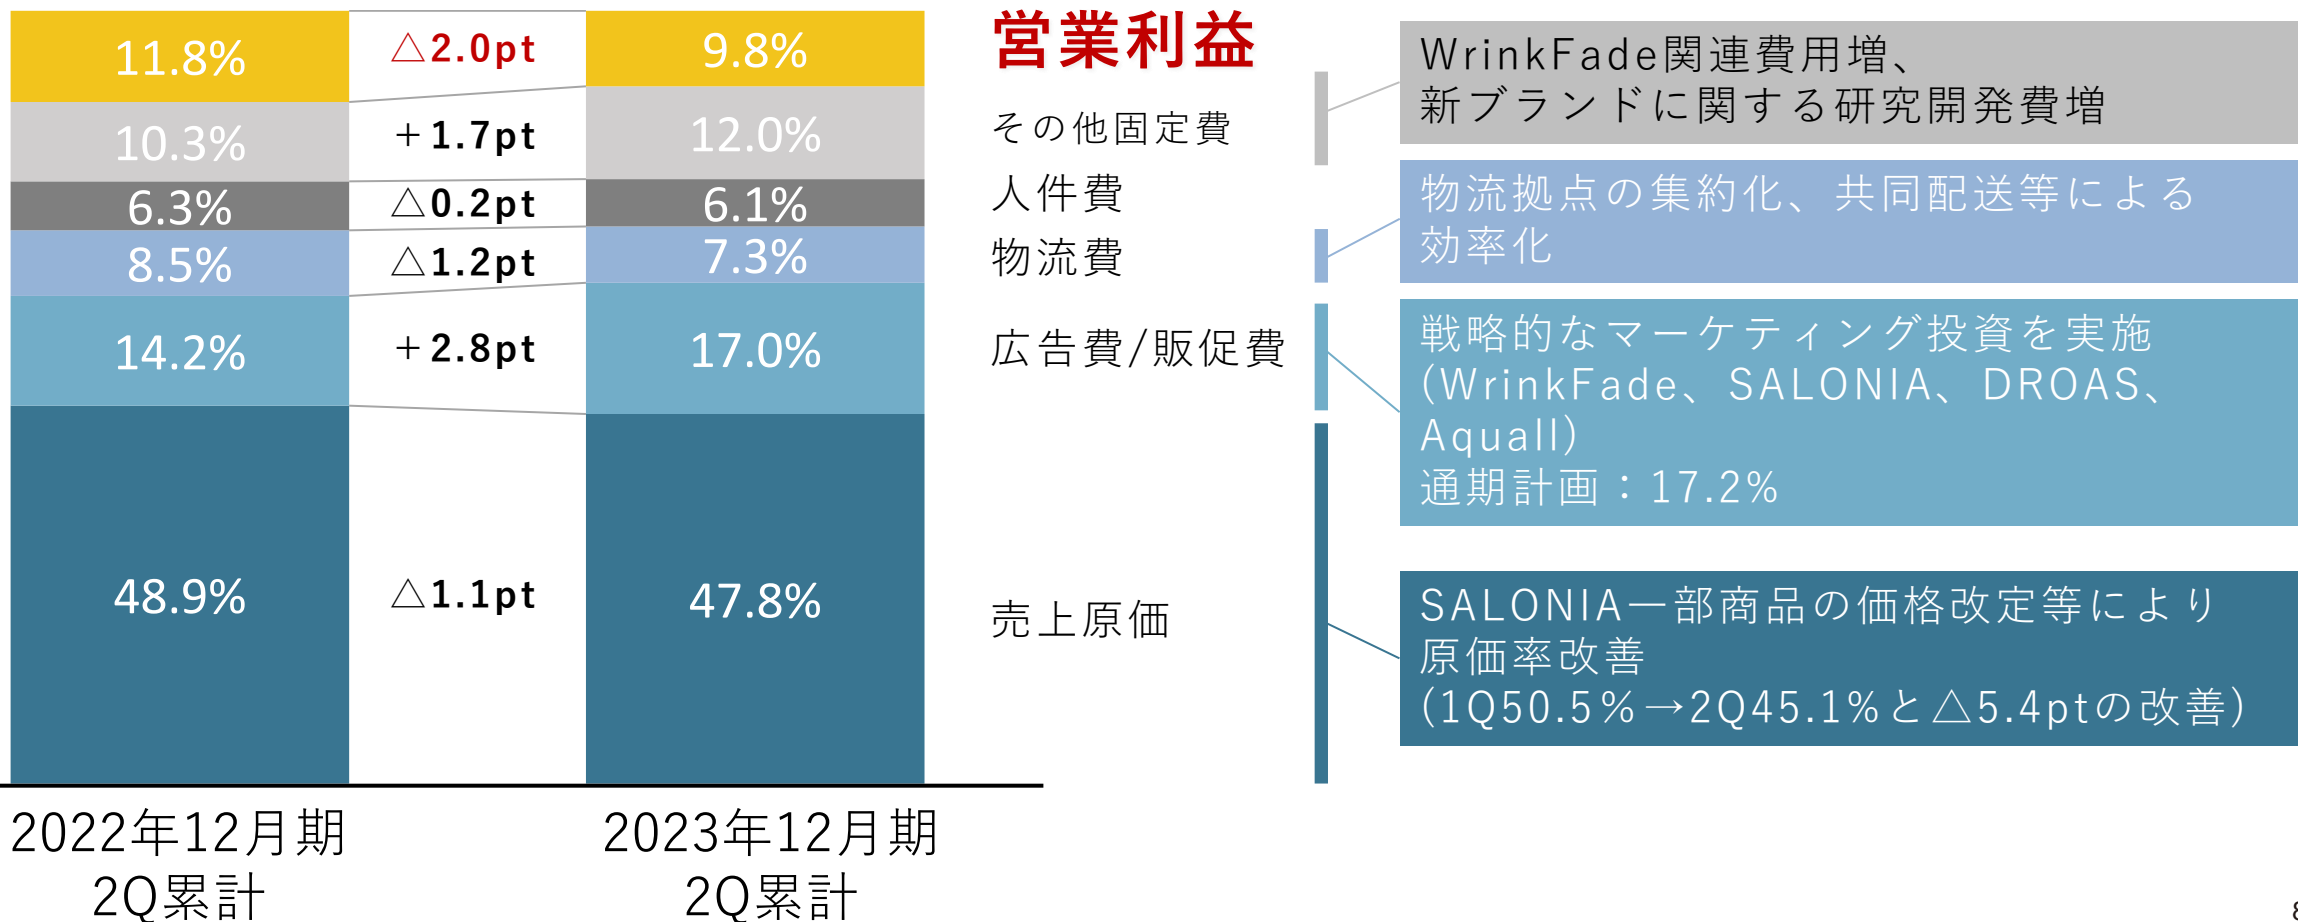 11.8%
△2.0pt
9.8%
営業利益
10.3%
+1.7pt
12.0%
その他固定費
6.3%
△0.2pt
6.1%
人件費
8.5%
△1.2pt
7.3%
物流費
14.2%
+2.8pt
17.0%
広告費/販促費
48.9%
△1.1pt
47.8%
売上原価
WrinkFade関連費用増、
新ブランドに関する研究開発費増
物流拠点の集約化、共同配送等による
効率化
戦略的なマーケティング投資を実施
(WrinkFade、SALONIA、DROAS、
Aquall)
通期計画：17.2%
SALONIA一部商品の価格改定等により
原価率改善
(1Q50.5％→2Q45.1%と△5.4ptの改善)
2022年12月期
2Q累計
2023年12月期
2Q累計